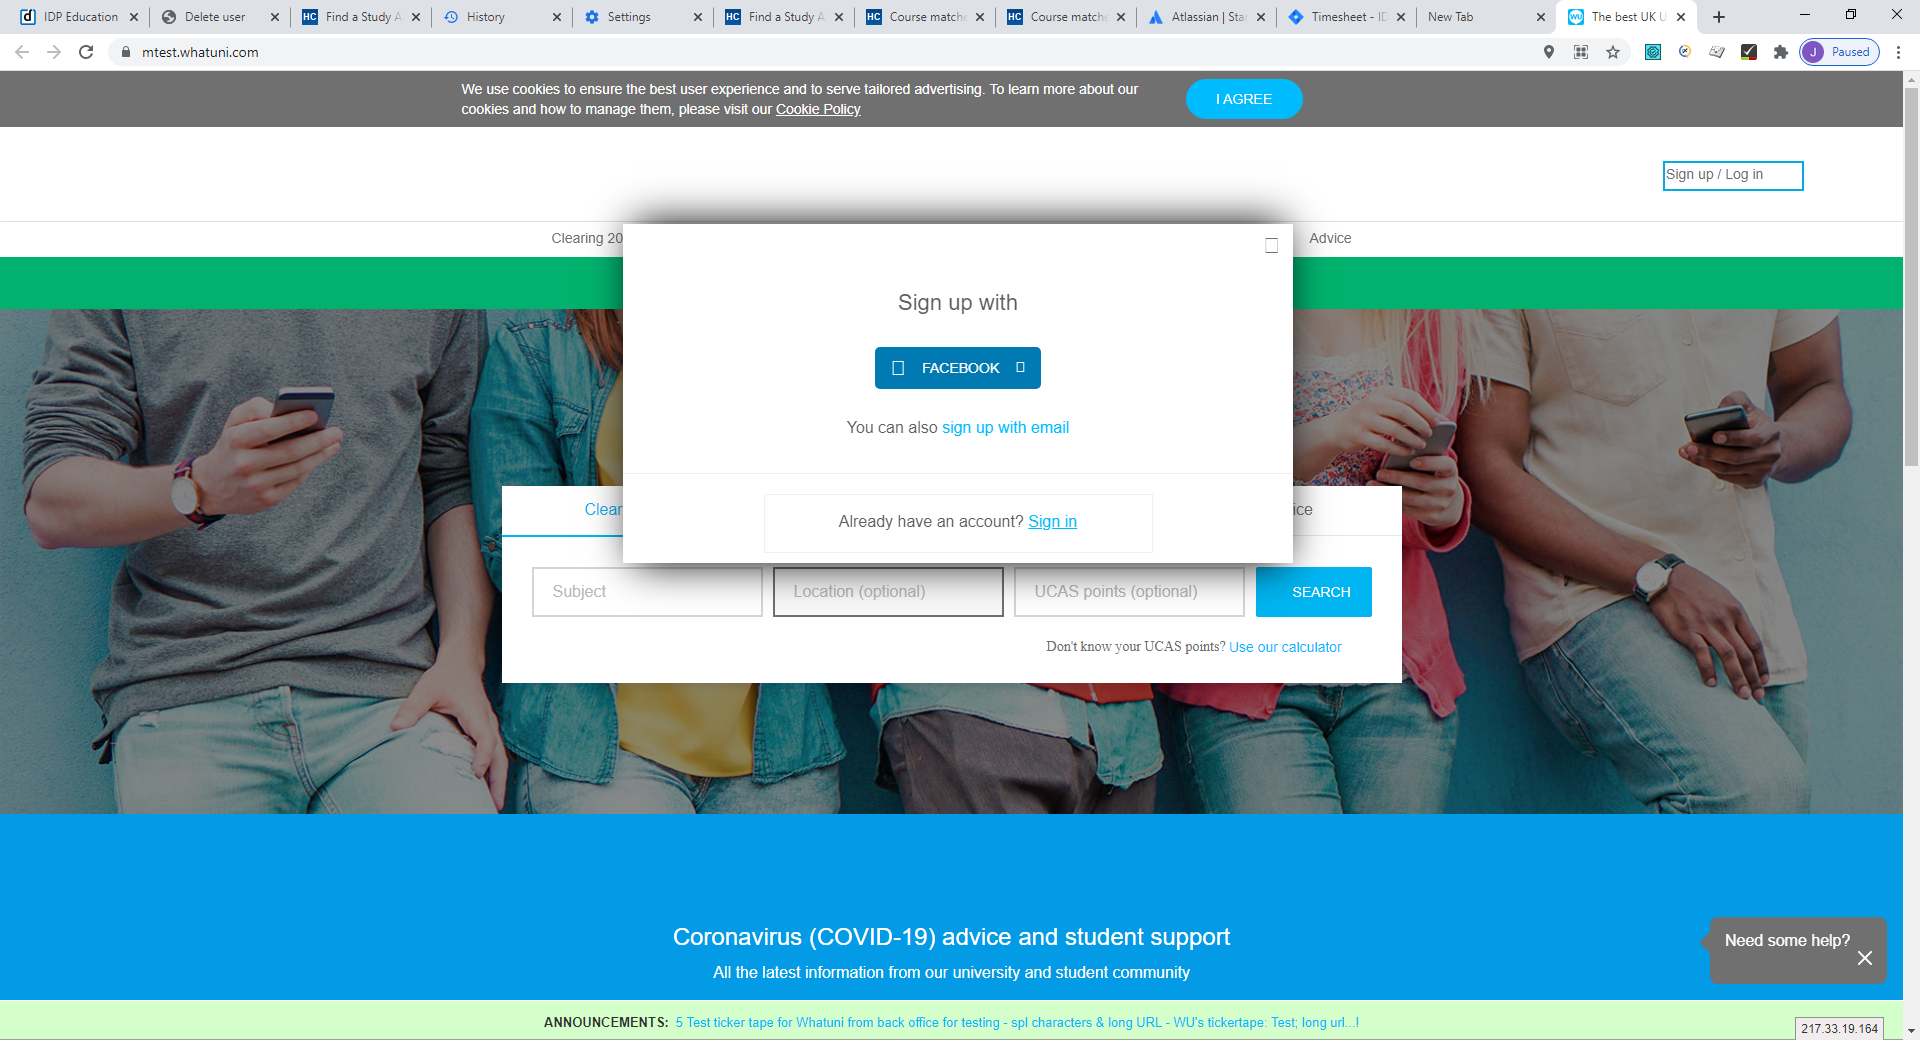 IDP Education
Delete user
HC Find a Study A
History
Settings
HC Find a Study A
HC Course match
HC Course match
Atlassian | Sta
Timesheet - ID
New Tab
WU The best UK U
mtest.whatuni.com
J Paused
We use cookies to ensure the best user experience and to serve tailored advertising. To learn more about our
cookies and how to manage them, please visit our Cookie Policy
I AGREE
Sign up / Log in
Clearing 20
Advice
Sign up with
FACEBOOK
You can also sign up with email
Already have an account? Sign in
Clear
ice
Subject
Location (optional)
UCAS points (optional)
SEARCH
Don't know your UCAS points? Use our calculator
Coronavirus (COVID-19) advice and student support
All the latest information from our university and student community
Need some help?
ANNOUNCEMENTS: 5 Test ticker tape for Whatuni from back office for testing - spl characters & long URL - WU's tickertape: Test; long url...!
217.33.19.164